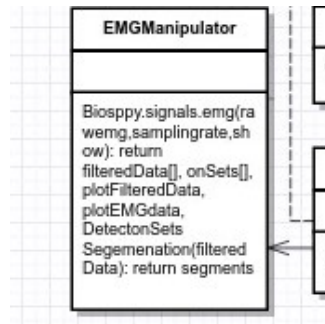 EMGManipulator
Biosppy.signals.emg(ra
wemg,samplingrate,sh
ow): return
filteredData[], onSets[],
plotFilteredData,
plotEMGdata,
DetectonSets
Segemenation(filtered
Data): return segments